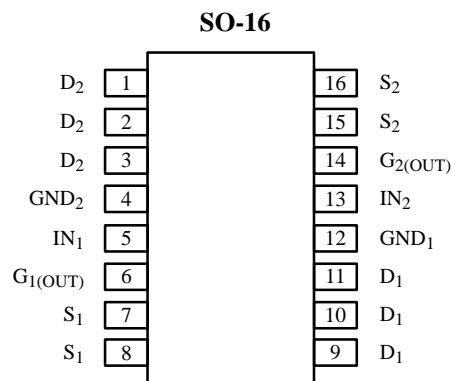 SO-16
D2 1 16 S2
D2 2 15 S2
D2 3 14 G2(OUT)
GND2 4 13 IN2
IN1 5 12 GND1
G1(OUT) 6 11 D1
S1 7 10 D1
S1 8 9 D1